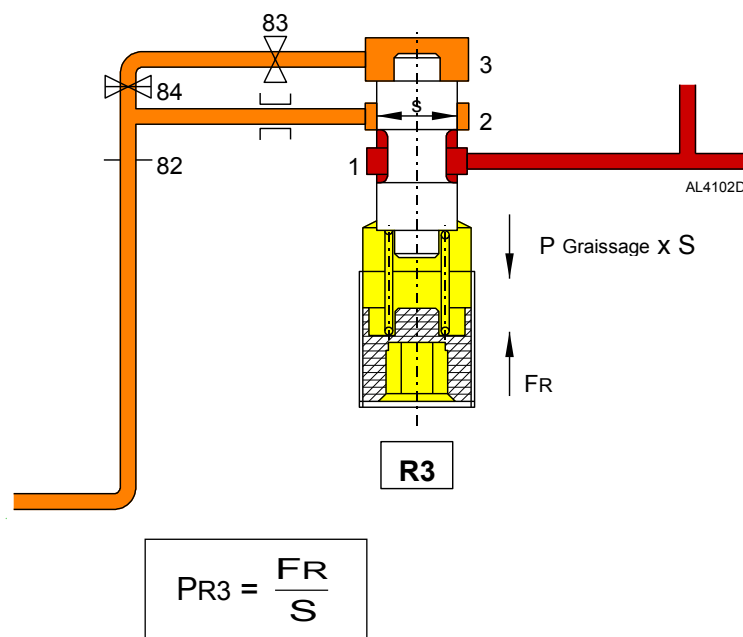 83
3
84
S
2
82
1
AL4102D
P Graissage x S
FR
R3
PR3 = FR
S